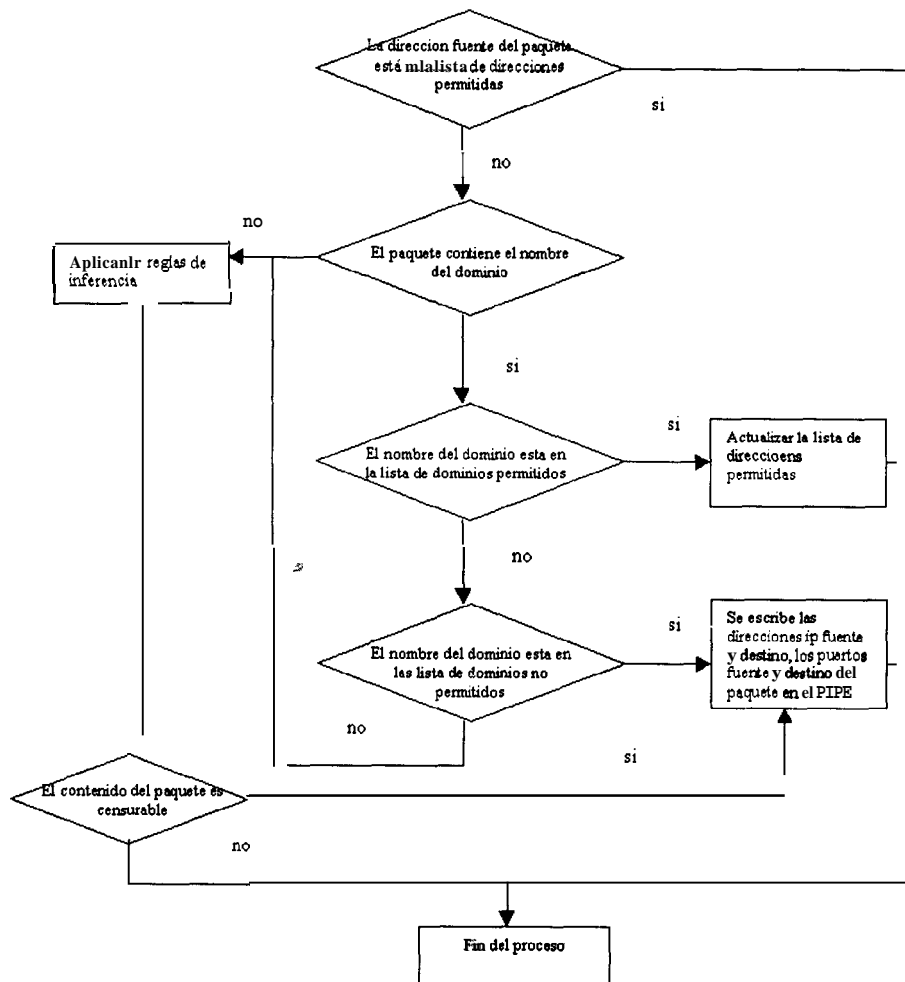 La direccion fuente del paquete
está mlalista de direcciones
permitidas
si
no
no
El paquete contiene el nombre
del dominio
Aplicanlr reglas de
inferencia
si
El nombre del dominio esta en
la lista de dominios permitidos
si
Actualizar la lista de
direccioens
permitidas
no
El nombre del dominio esta en
las lista de dominios no
permitidos
si
Se escribe las
direcciones ip fuente
y destino, los puertos
fuente y destino del
paquete en el PIPE
no
si
El contenido del paquete es
censurable
no
Fin del proceso